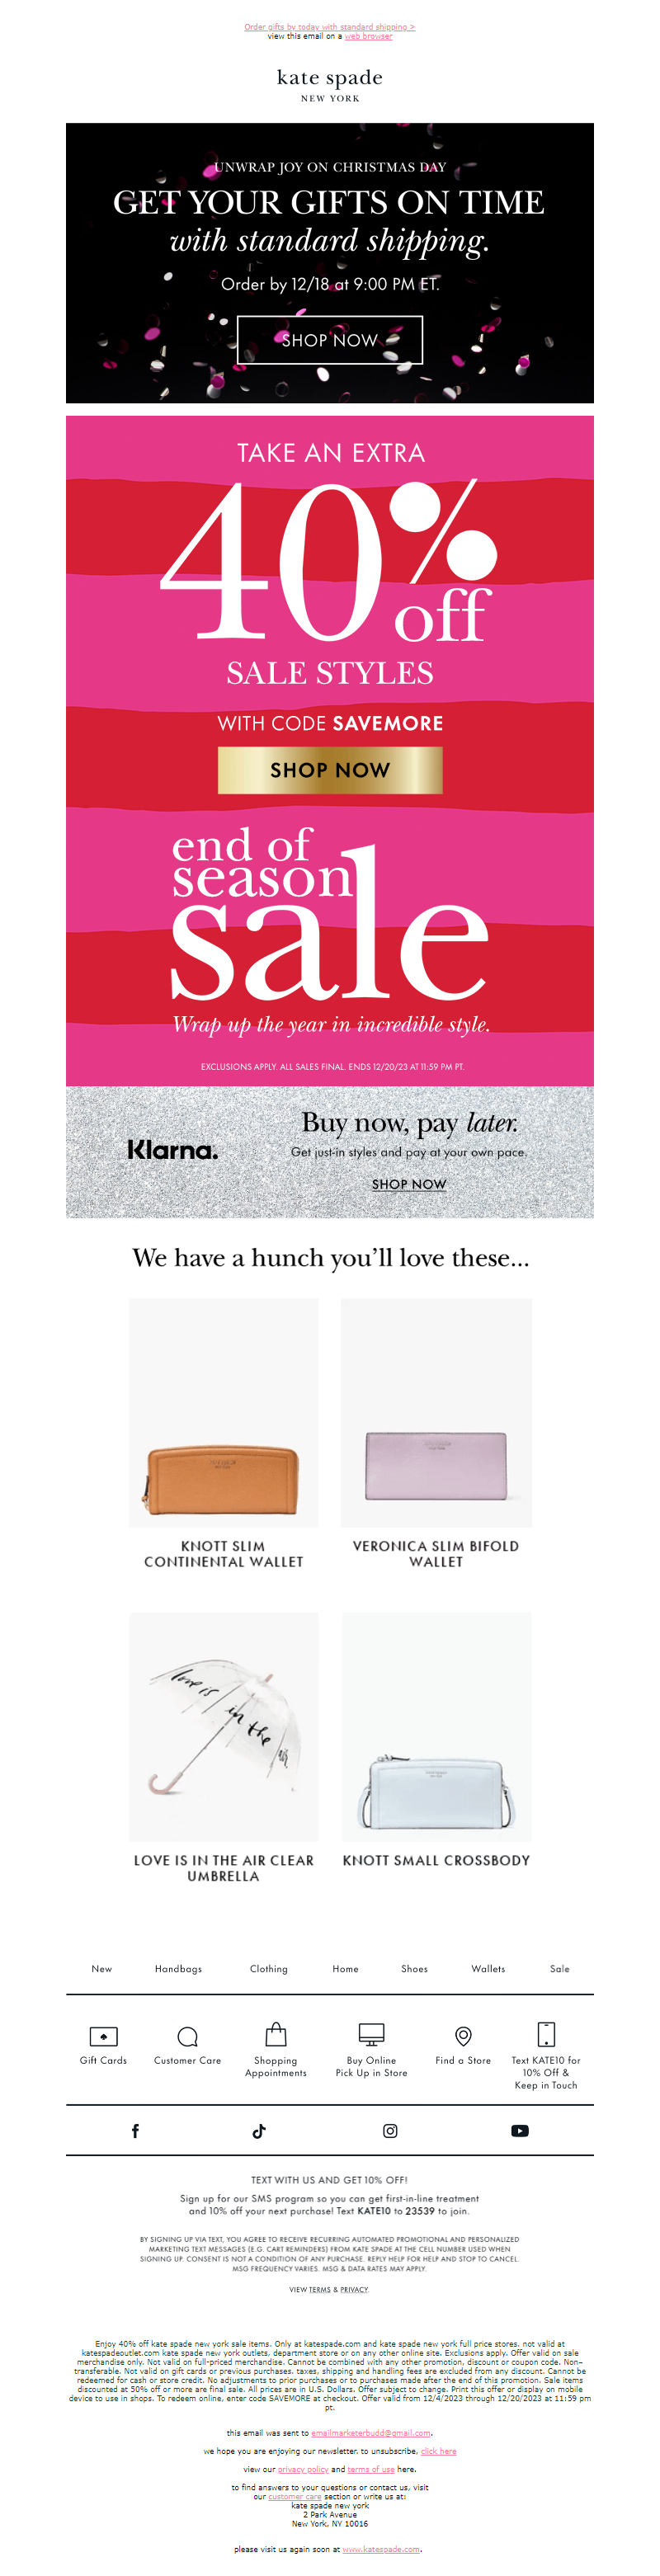 Order gifts by today with standard shipping >
view this email on a web browser
kate spade
NEW YORK
UNWRAP JOY ON CHRISTMAS DAY
GET YOUR GIFTS ON TIME
with standard shipping.
Order by 12/18 at 9:00 PM ET.
SHOP NOW
TAKE AN EXTRA
40%
off
SALE STYLES
WITH CODE SAVEMORE
SHOP NOW
end of
season
sale
Wrap up the year in incredible style.
EXCLUSIONS APPLY. ALL SALES FINAL. ENDS 12/20/23 AT 11:59 PM PT.
Klarna.
Buy now, pay later.
Get just-in styles and pay at your own pace.
SHOP NOW
We have a hunch you'll love these...
KNOTT SLIM
CONTINENTAL WALLET
VERONICA SLIM BIFOLD
WALLET
love is in the
LOVE IS IN THE AIR CLEAR
UMBRELLA
KNOTT SMALL CROSSBODY
New Handbags Clothing Home Shoes Wallets Sale
Gift Cards
Customer Care
Shopping
Appointments
Buy Online
Pick Up in Store
Find a Store
Text KATE10 for
10% Off &
Keep in Touch
TEXT WITH US AND GET 10% OFF!
Sign up for our SMS program so you can get first-in-line treatment
and 10% off your next purchase! Text KATE10 to 23539 to join.
BY SIGNING UP VIA TEXT, YOU AGREE TO RECEIVE RECURRING AUTOMATED PROMOTIONAL AND PERSONALIZED
MARKETING TEXT MESSAGES (E.G. CART REMINDERS) FROM KATE SPADE AT THE CELL NUMBER USED WHEN
SIGNING UP. CONSENT IS NOT A CONDITION OF ANY PURCHASE. REPLY HELP FOR HELP AND STOP TO CANCEL.
MSG FREQUENCY VARIES. MSG & DATA RATES MAY APPLY.
VIEW TERMS & PRIVACY.
Enjoy 40% off kate spade new york sale items. Only at katespade.com and kate spade new york full price stores. not valid at
katespadeoutlet.com kate spade new york outlets, department store or on any other online site. Exclusions apply. Offer valid on sale
merchandise only. Not valid on full-priced merchandise. Cannot be combined with any other promotion, discount or coupon code. Non-
transferable. Not valid on gift cards or previous purchases. taxes, shipping and handling fees are excluded from any discount. Cannot be
redeemed for cash or store credit. No adjustments to prior purchases or to purchases made after the end of this promotion. Sale items
discounted at 50% off or more are final sale. All prices are in U.S. Dollars. Offer subject to change. Print this offer or display on mobile
device to use in shops. To redeem online, enter code SAVEMORE at checkout. Offer valid from 12/4/2023 through 12/20/2023 at 11:59 pm
pt.
this email was sent to emailmarketerbudd@gmail.com.
we hope you are enjoying our newsletter. to unsubscribe, click here
view our privacy policy and terms of use here.
to find answers to your questions or contact us, visit
our customer care section or write us at:
kate spade new york
2 Park Avenue
New York, NY 10016
please visit us again soon at www.katespade.com.